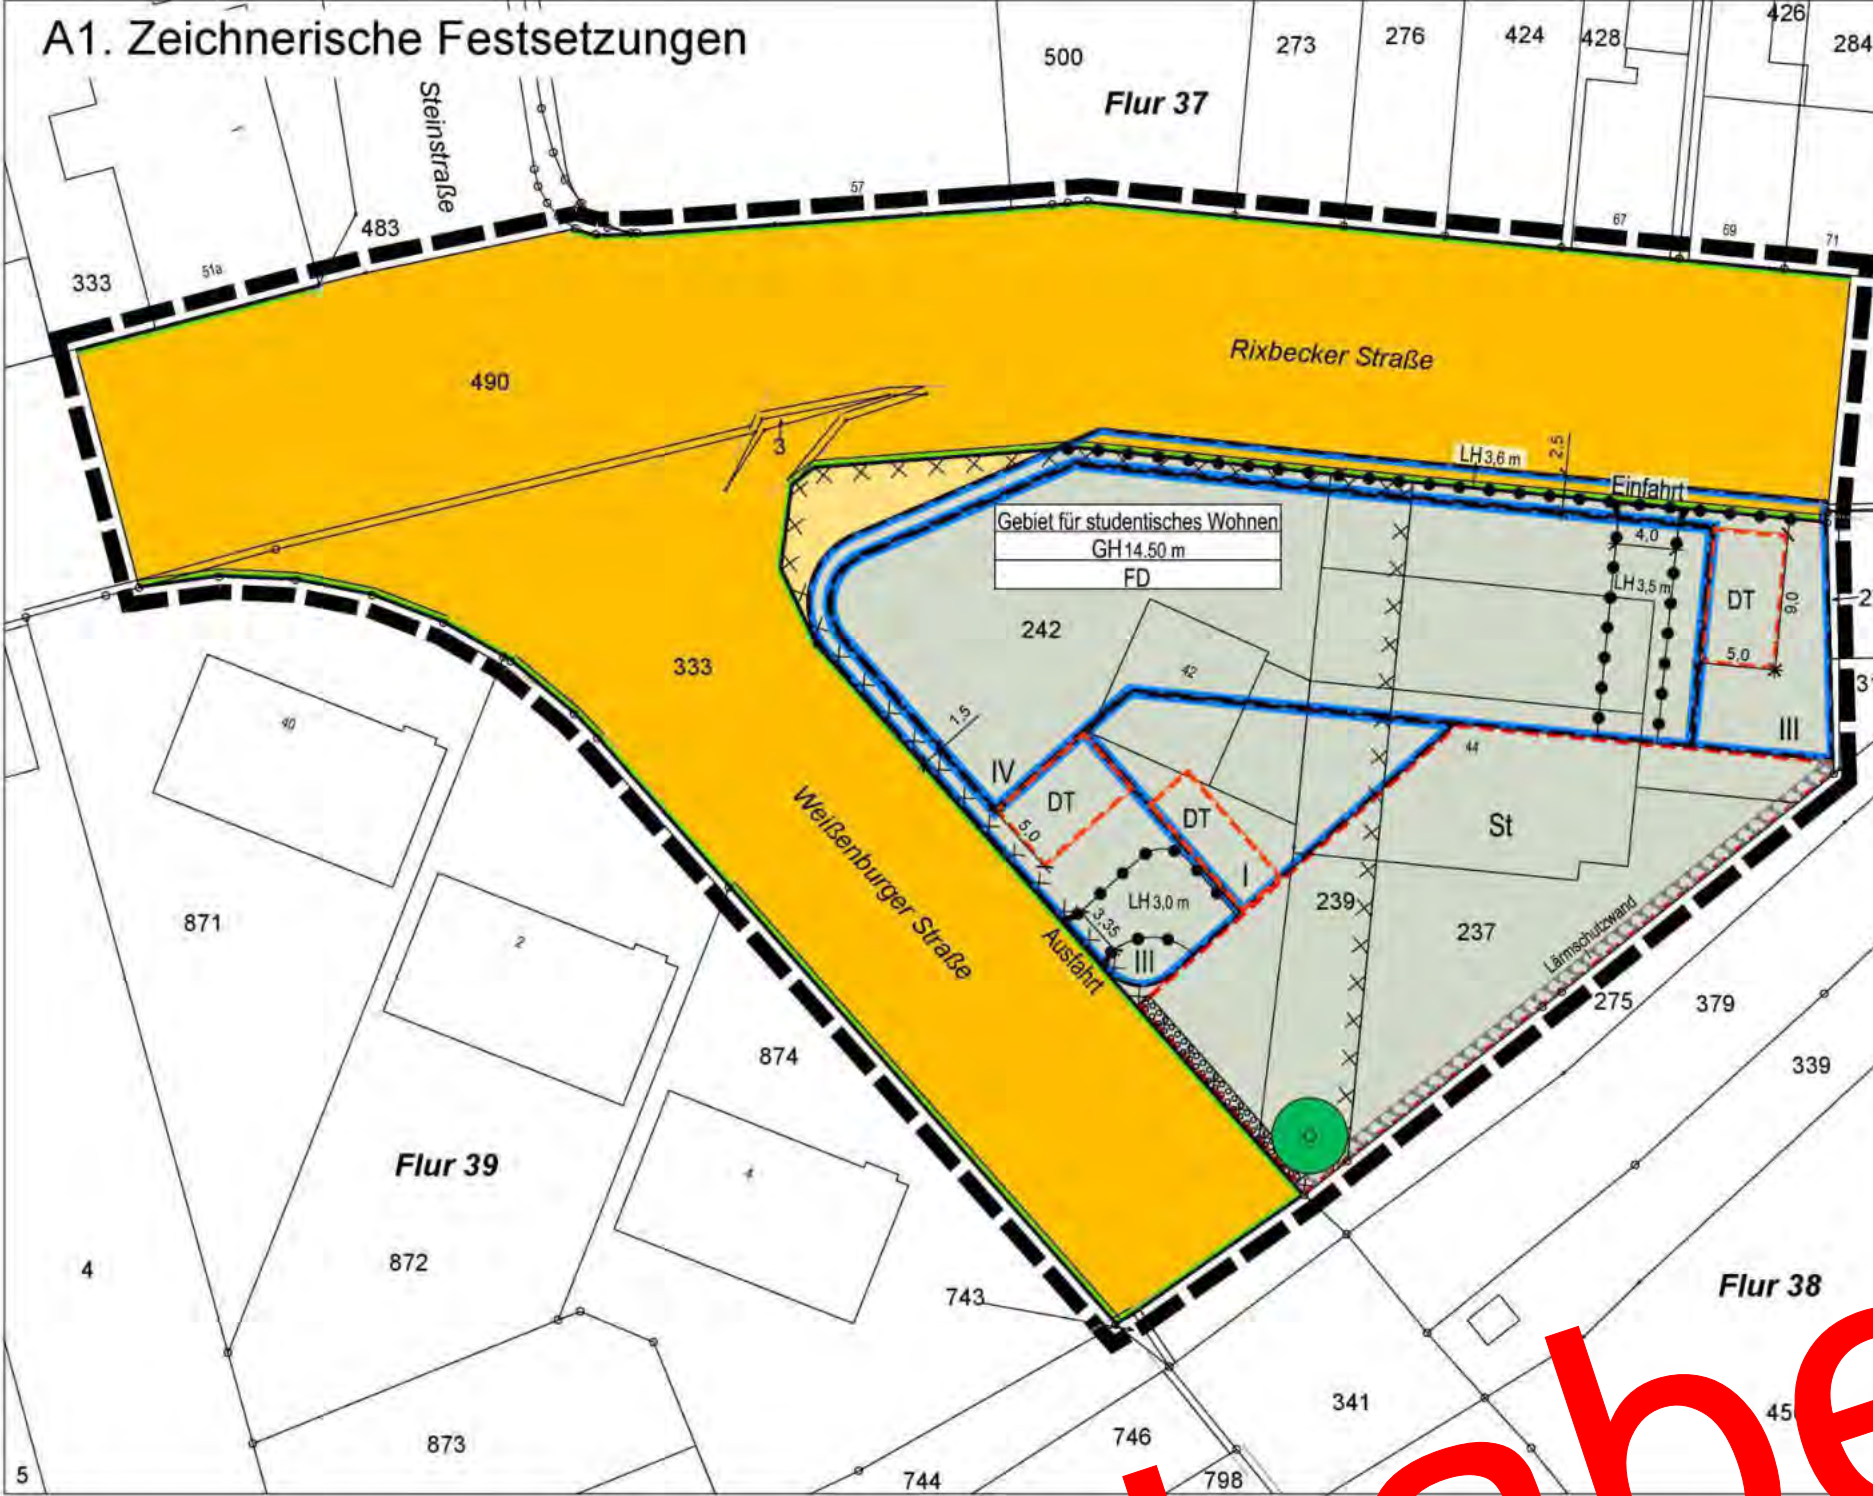 A1. Zeichnerische Festsetzungen
500
273
276
424
428
426
284
Flur 37
Steinstraße
483
333
51a
57
67
69
71
490
3
Rixbecker Straße
LH 3,6 m
2,5
Einfahrt
Gebiet für studentisches Wohnen
GH 14.50 m
FD
4,0
LH 3,5 m
DT
9,0
5,0
242
42
333
1,5
IV
III
44
DT
DT
5,0
St
I
LH 3,0 m
3,35
III
239
237
Lärmschutzwand
Weißenburger Straße
Ausfahrt
40
871
2
874
275
379
339
Flur 39
4
4
872
743
Flur 38
873
5
744
746
798
341